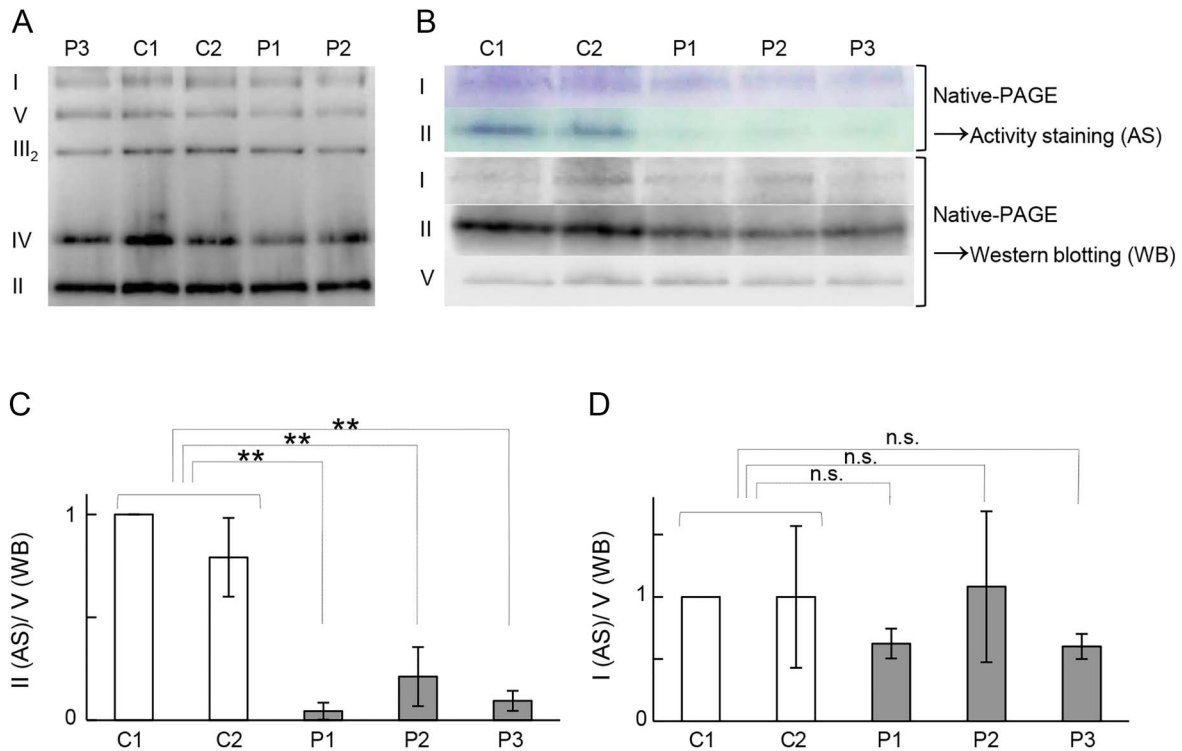 A
P3 C1 C2 P1 P2
I
V
III2
IV
II
B
C1 C2 P1 P2 P3
I
II
Native-PAGE
→Activity staining (AS)
I
II
V
Native-PAGE
→Western blotting (WB)
C
**
**
**
II (AS)/ V (WB)
1
0
C1 C2 P1 P2 P3
D
n.s.
n.s.
n.s.
I (AS)/ V (WB)
1
0
C1 C2 P1 P2 P3